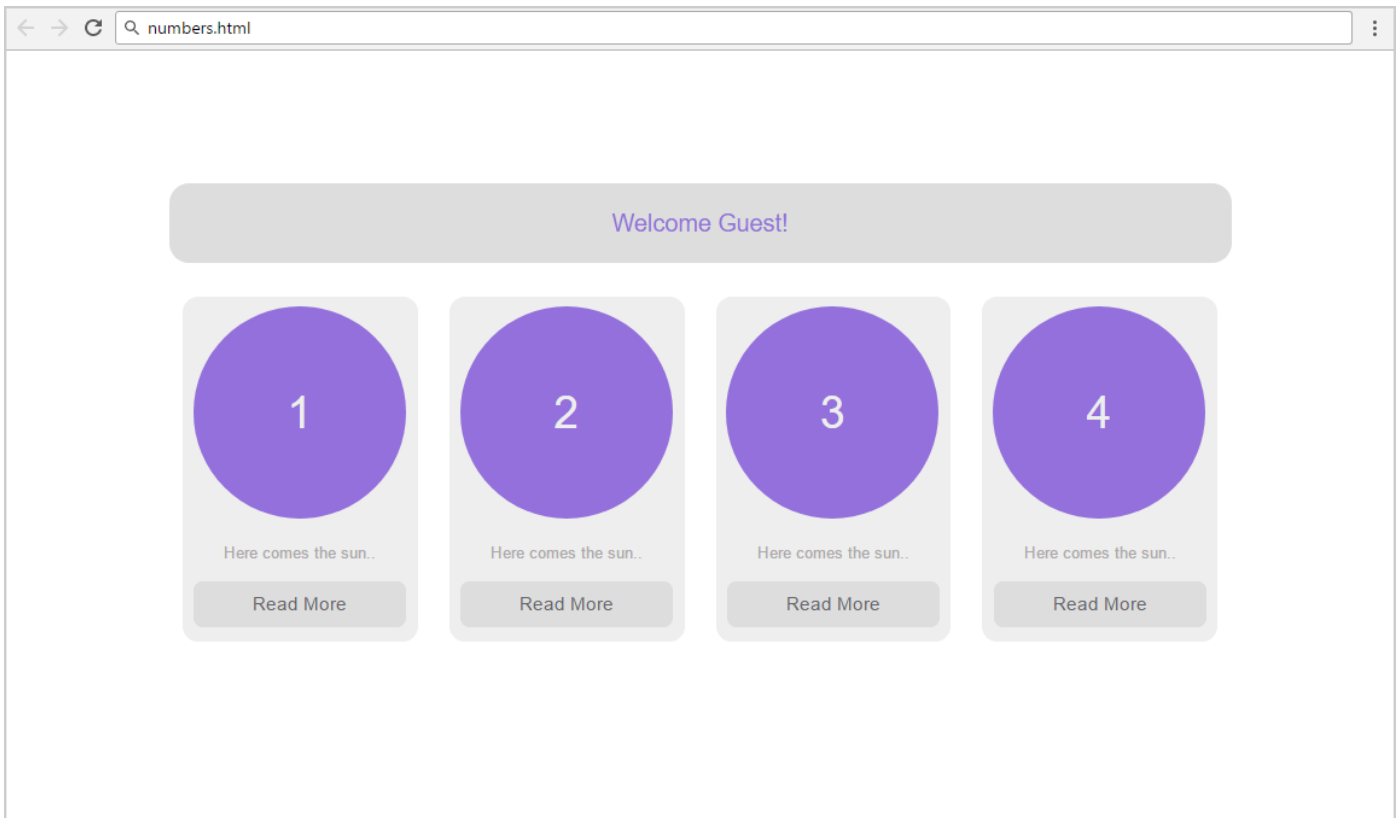 numbers.html
Welcome Guest!
1
2
3
4
Here comes the sun..
Here comes the sun..
Here comes the sun..
Here comes the sun..
Read More
Read More
Read More
Read More